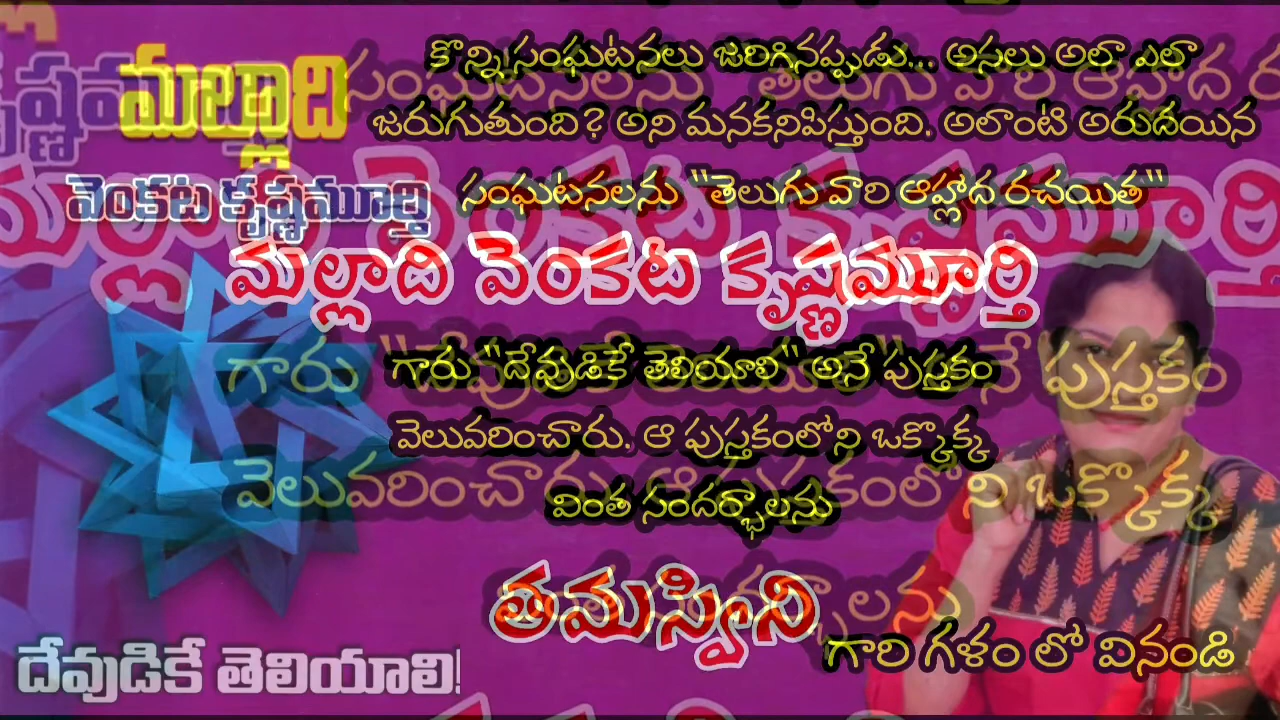 కొన్ని సంఘటనలు జరిగినప్పుడు... అసలు అలా ఎలా
జరుగుతుంది? అని మనకనిపిస్తుంది. అలాంటి అరుదయిన
సంఘటనలను "తెలుగు వారి ఆహ్లాద రచయిత"
మల్లాది వెంకట కృష్ణమూర్తి
గారు "దేవుడికే తెలియాలి" అనే పుస్తకం
వెలువరించారు. ఆ పుస్తకంలోని ఒక్కొక్క
వింత సందర్భాలను
తమస్విని
గారి గళం లో వినండి
మల్లాది
వెంకట కృష్ణమూర్తి
దేవుడికే తెలియాలి!